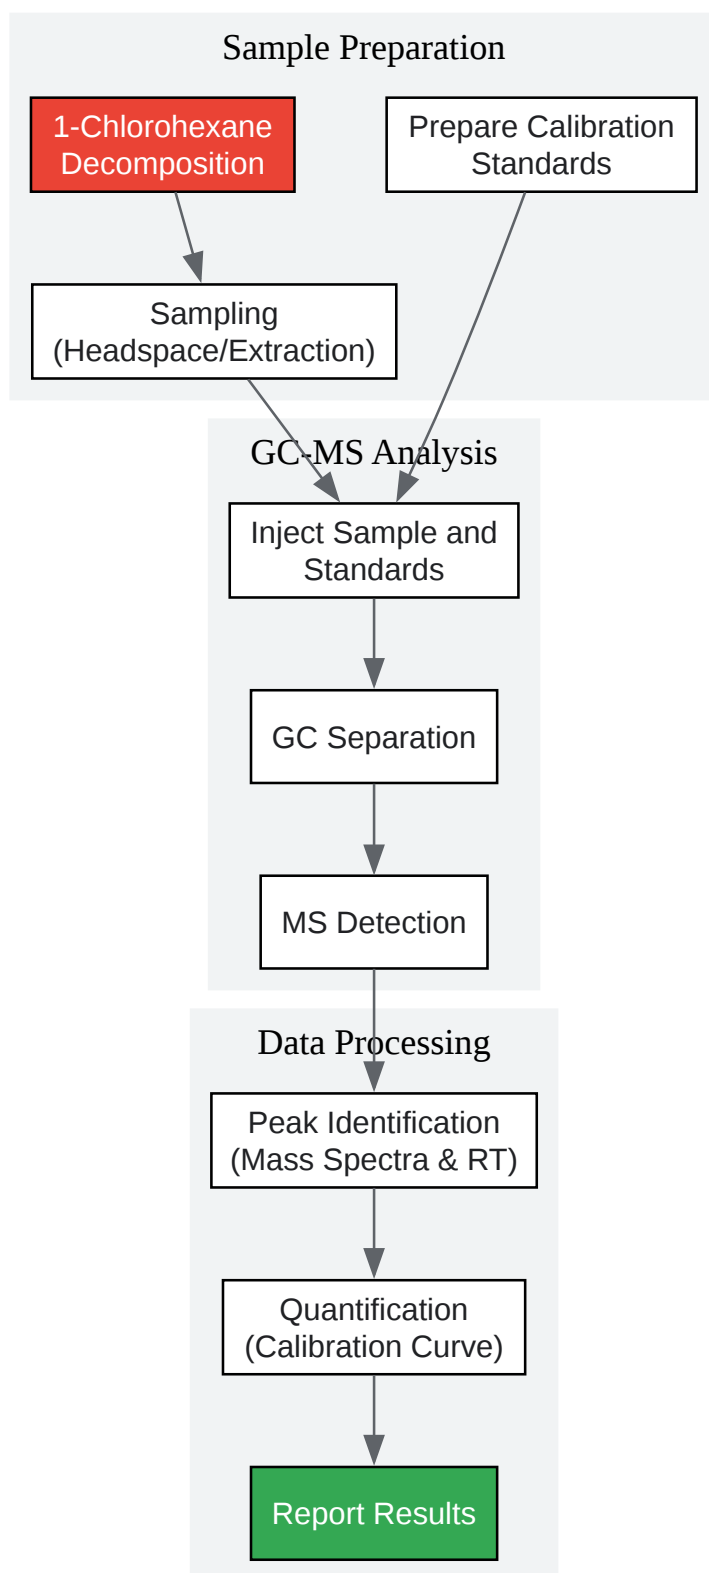 Sample Preparation
1-Chlorohexane
Decomposition
Prepare Calibration
Standards
Sampling
(Headspace/Extraction)
GC-MS Analysis
Inject Sample and
Standards
GC Separation
MS Detection
Data Processing
Peak Identification
(Mass Spectra & RT)
Quantification
(Calibration Curve)
Report Results